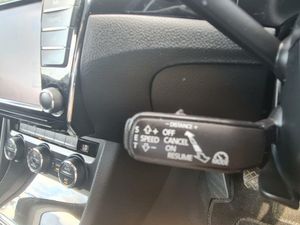 - DISTANCE +
SET SPEED + -
OFF
CANCEL
ON
RESUME